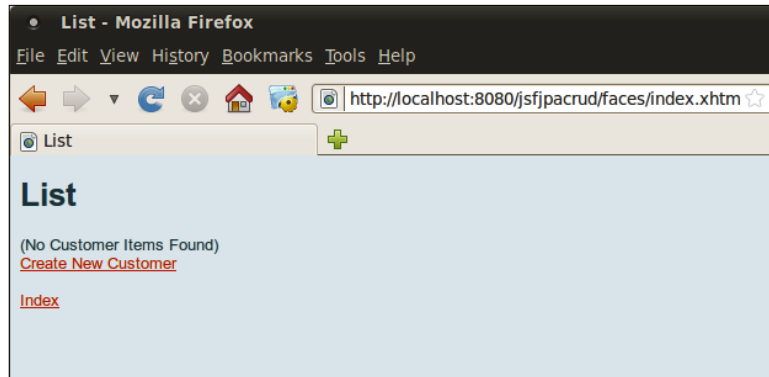 List - Mozilla Firefox
File Edit View History Bookmarks Tools Help
http://localhost:8080/jsfjpacrud/faces/index.xhtm
List
List
(No Customer Items Found)
Create New Customer
Index